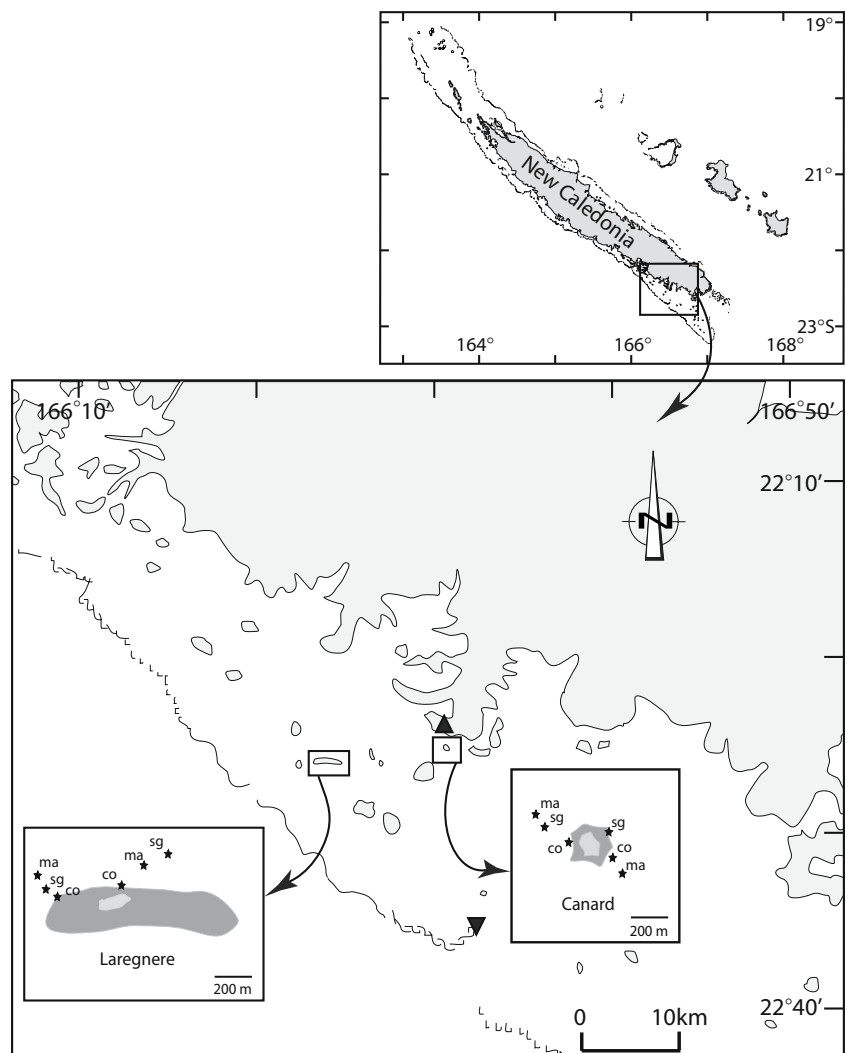 19°
New Caledonia
21°
23°S
164° 166° 168°
166°10′ 166°50′
22°10′
N
ma
sg
co
co
ma
sg
Laregnere
200 m
ma
sg
co
sg
co
ma
Canard
200 m
22°40′
0 10km